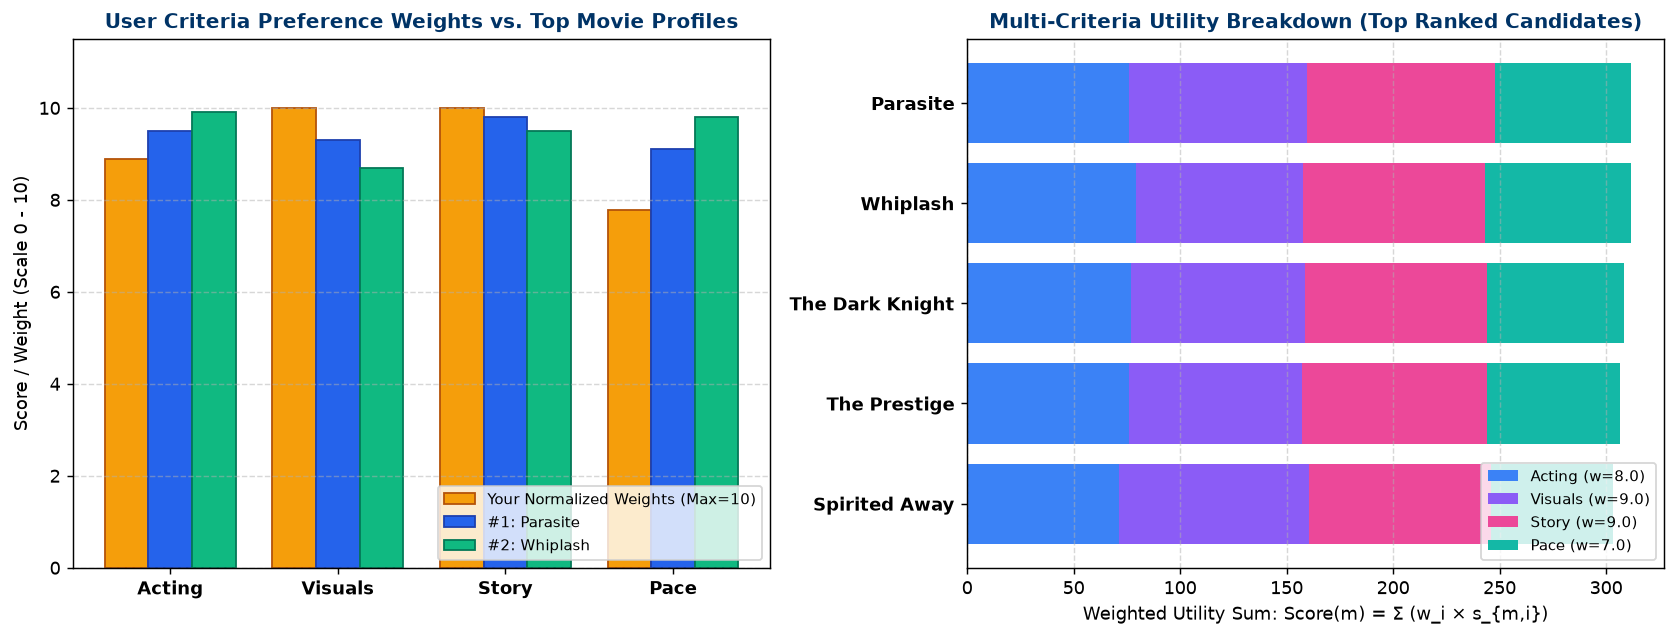 User Criteria Preference Weights vs. Top Movie Profiles
Score / Weight (Scale 0 - 10)
10
8
6
4
2
0
Acting
Visuals
Story
Pace
Your Normalized Weights (Max=10)
#1: Parasite
#2: Whiplash
Multi-Criteria Utility Breakdown (Top Ranked Candidates)
Parasite
Whiplash
The Dark Knight
The Prestige
Spirited Away
Acting (w=8.0)
Visuals (w=9.0)
Story (w=9.0)
Pace (w=7.0)
0
50
100
150
200
250
300
Weighted Utility Sum: Score(m) = Σ (w_i × s_{m,i})